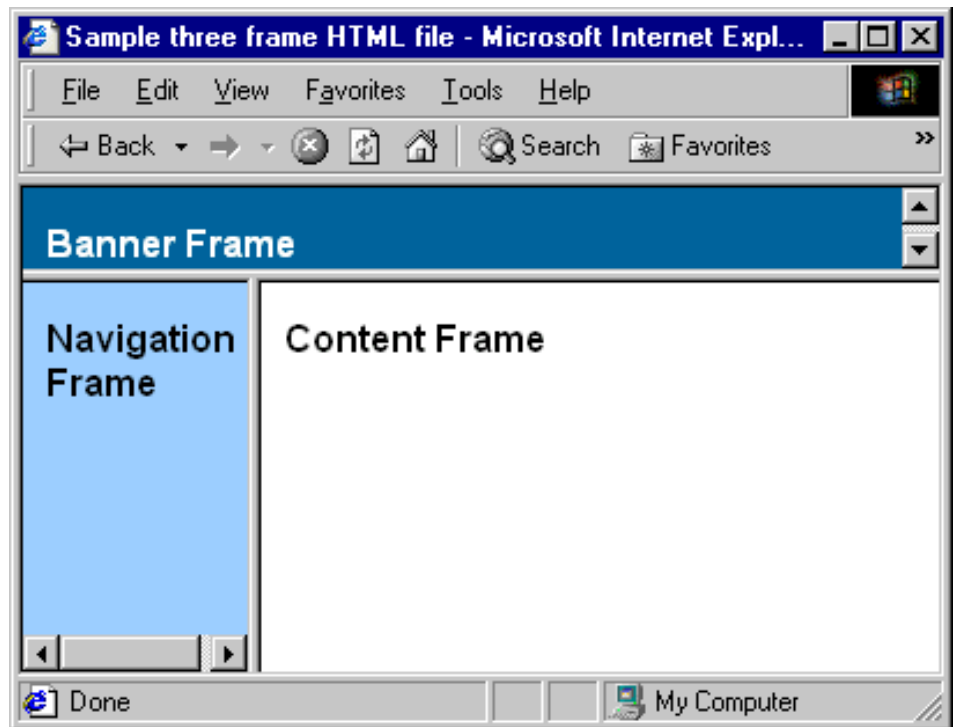 Sample three frame HTML file - Microsoft Internet Expl...
File Edit View Favorites Tools Help
Back Search Favorites »
Banner Frame
Navigation
Frame
Content Frame
Done My Computer